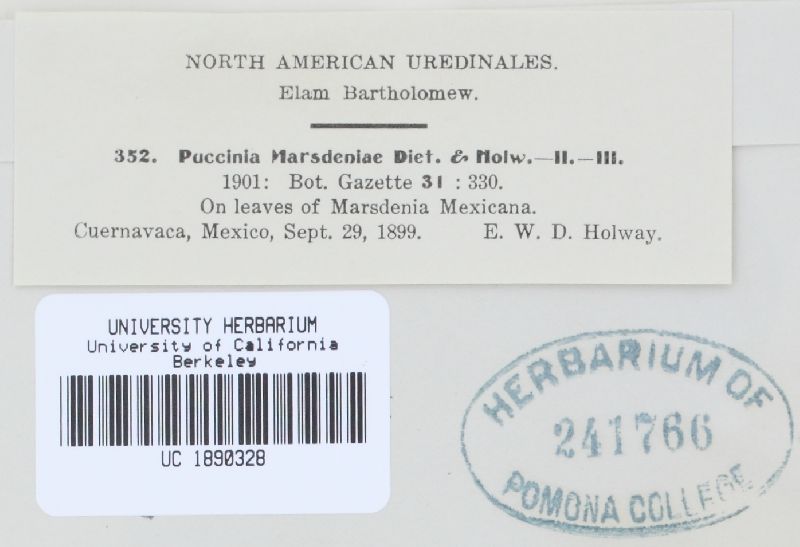 NORTH AMERICAN UREDINALES.
Elam Bartholomew.
352. Puccinia Marsdeniae Diet. & Holw.—II.—III.
1901: Bot. Gazette 31 : 330.
On leaves of Marsdenia Mexicana.
Cuernavaca, Mexico, Sept. 29, 1899. E. W. D. Holway.
UNIVERSITY HERBARIUM
University of California
Berkeley
UC 1890328
HERBARIUM OF
241766
POMONA COLLEGE